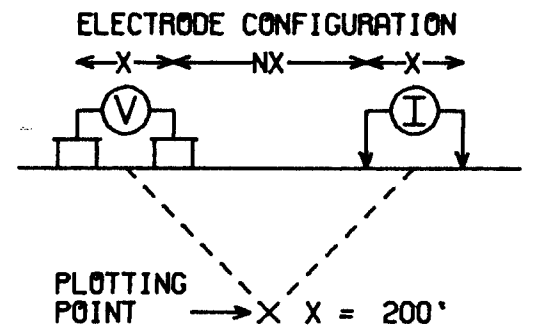 ELECTRODE CONFIGURATION
X NX X
V I
PLOTTING
POINT X X = 200'